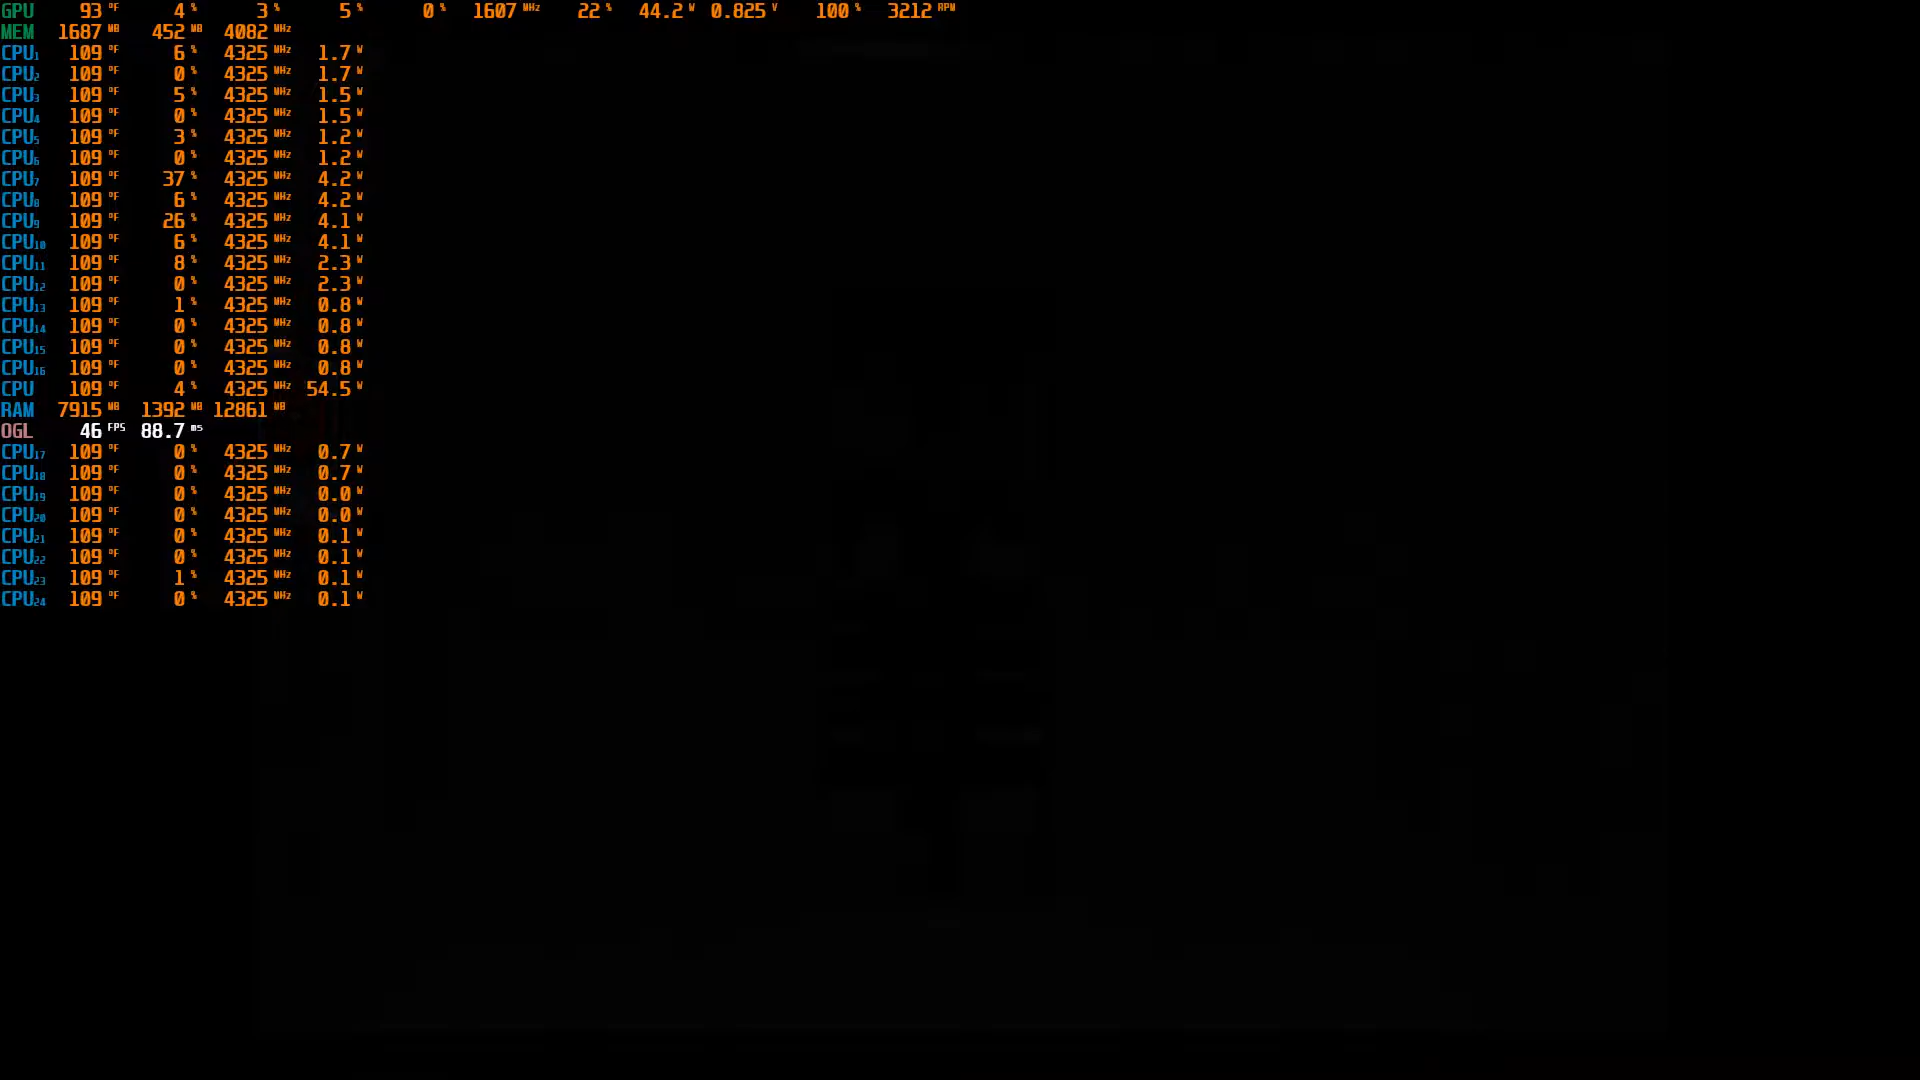 GPU 93 °F 4 % 3 % 5 % 0 % 1607 MHz 22 % 44.2 W 0.825 V 100 % 3212 RPM
MEM 1687 MB 452 MB 4082 MHz
CPU1 109 °F 6 % 4325 MHz 1.7 W
CPU2 109 °F 0 % 4325 MHz 1.7 W
CPU3 109 °F 5 % 4325 MHz 1.5 W
CPU4 109 °F 0 % 4325 MHz 1.5 W
CPU5 109 °F 3 % 4325 MHz 1.2 W
CPU6 109 °F 0 % 4325 MHz 1.2 W
CPU7 109 °F 37 % 4325 MHz 4.2 W
CPU8 109 °F 6 % 4325 MHz 4.2 W
CPU9 109 °F 26 % 4325 MHz 4.1 W
CPU10 109 °F 6 % 4325 MHz 4.1 W
CPU11 109 °F 8 % 4325 MHz 2.3 W
CPU12 109 °F 0 % 4325 MHz 2.3 W
CPU13 109 °F 1 % 4325 MHz 0.8 W
CPU14 109 °F 0 % 4325 MHz 0.8 W
CPU15 109 °F 0 % 4325 MHz 0.8 W
CPU16 109 °F 0 % 4325 MHz 0.8 W
CPU 109 °F 4 % 4325 MHz 54.5 W
RAM 7915 MB 1392 MB 12861 MB
OGL 46 FPS 88.7 ms
CPU17 109 °F 0 % 4325 MHz 0.7 W
CPU18 109 °F 0 % 4325 MHz 0.7 W
CPU19 109 °F 0 % 4325 MHz 0.0 W
CPU20 109 °F 0 % 4325 MHz 0.0 W
CPU21 109 °F 0 % 4325 MHz 0.1 W
CPU22 109 °F 0 % 4325 MHz 0.1 W
CPU23 109 °F 1 % 4325 MHz 0.1 W
CPU24 109 °F 0 % 4325 MHz 0.1 W